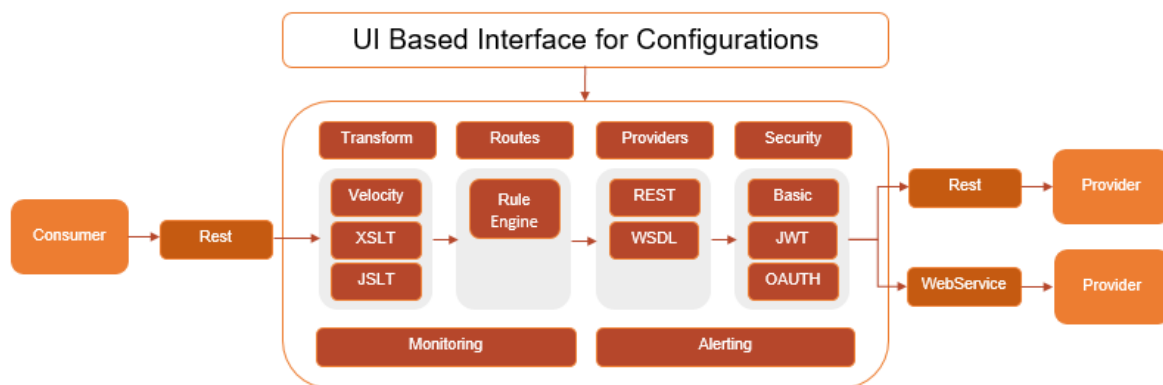 UI Based Interface for Configurations
Transform
Routes
Providers
Security
Velocity
XSLT
JSLT
Rule
Engine
REST
WSDL
Basic
JWT
OAUTH
Consumer
Rest
Rest
Provider
WebService
Provider
Monitoring
Alerting